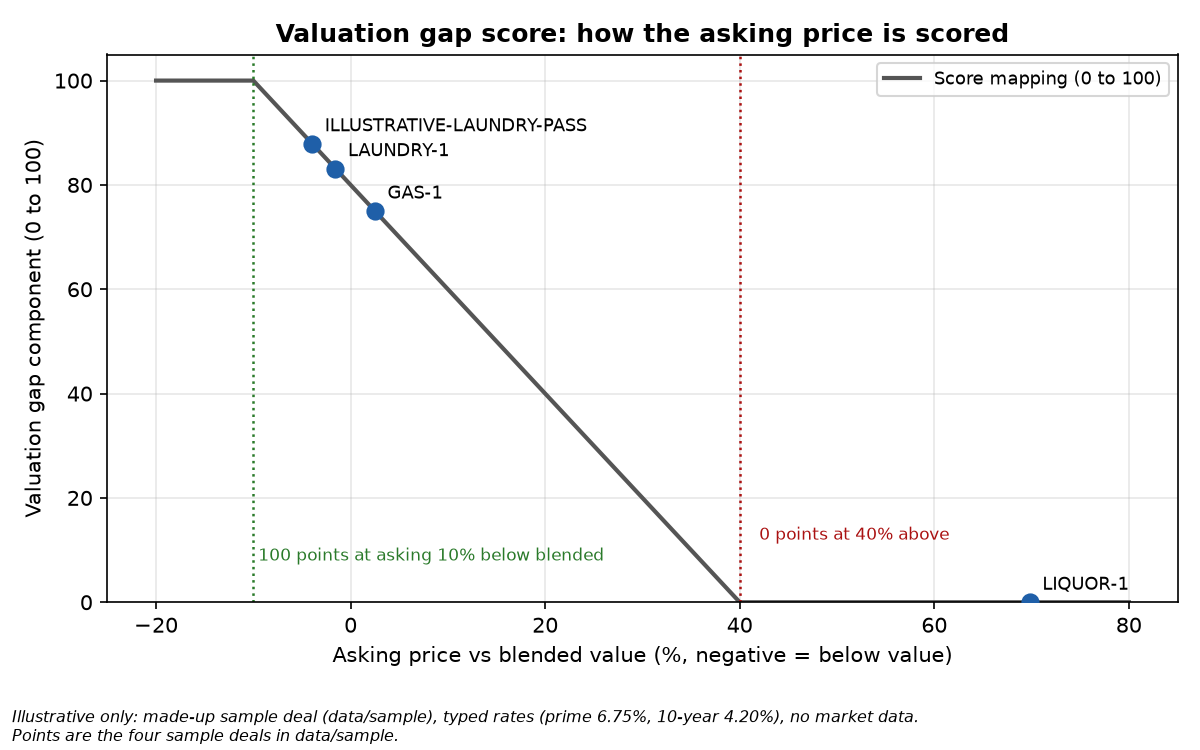 Valuation gap score: how the asking price is scored
Score mapping (0 to 100)
Valuation gap component (0 to 100)
100
80
60
40
20
0
ILLUSTRATIVE-LAUNDRY-PASS
LAUNDRY-1
GAS-1
0 points at 40% above
100 points at asking 10% below blended
LIQUOR-1
−20
0
20
40
60
80
Asking price vs blended value (%, negative = below value)
Illustrative only: made-up sample deal (data/sample), typed rates (prime 6.75%, 10-year 4.20%), no market data.
Points are the four sample deals in data/sample.